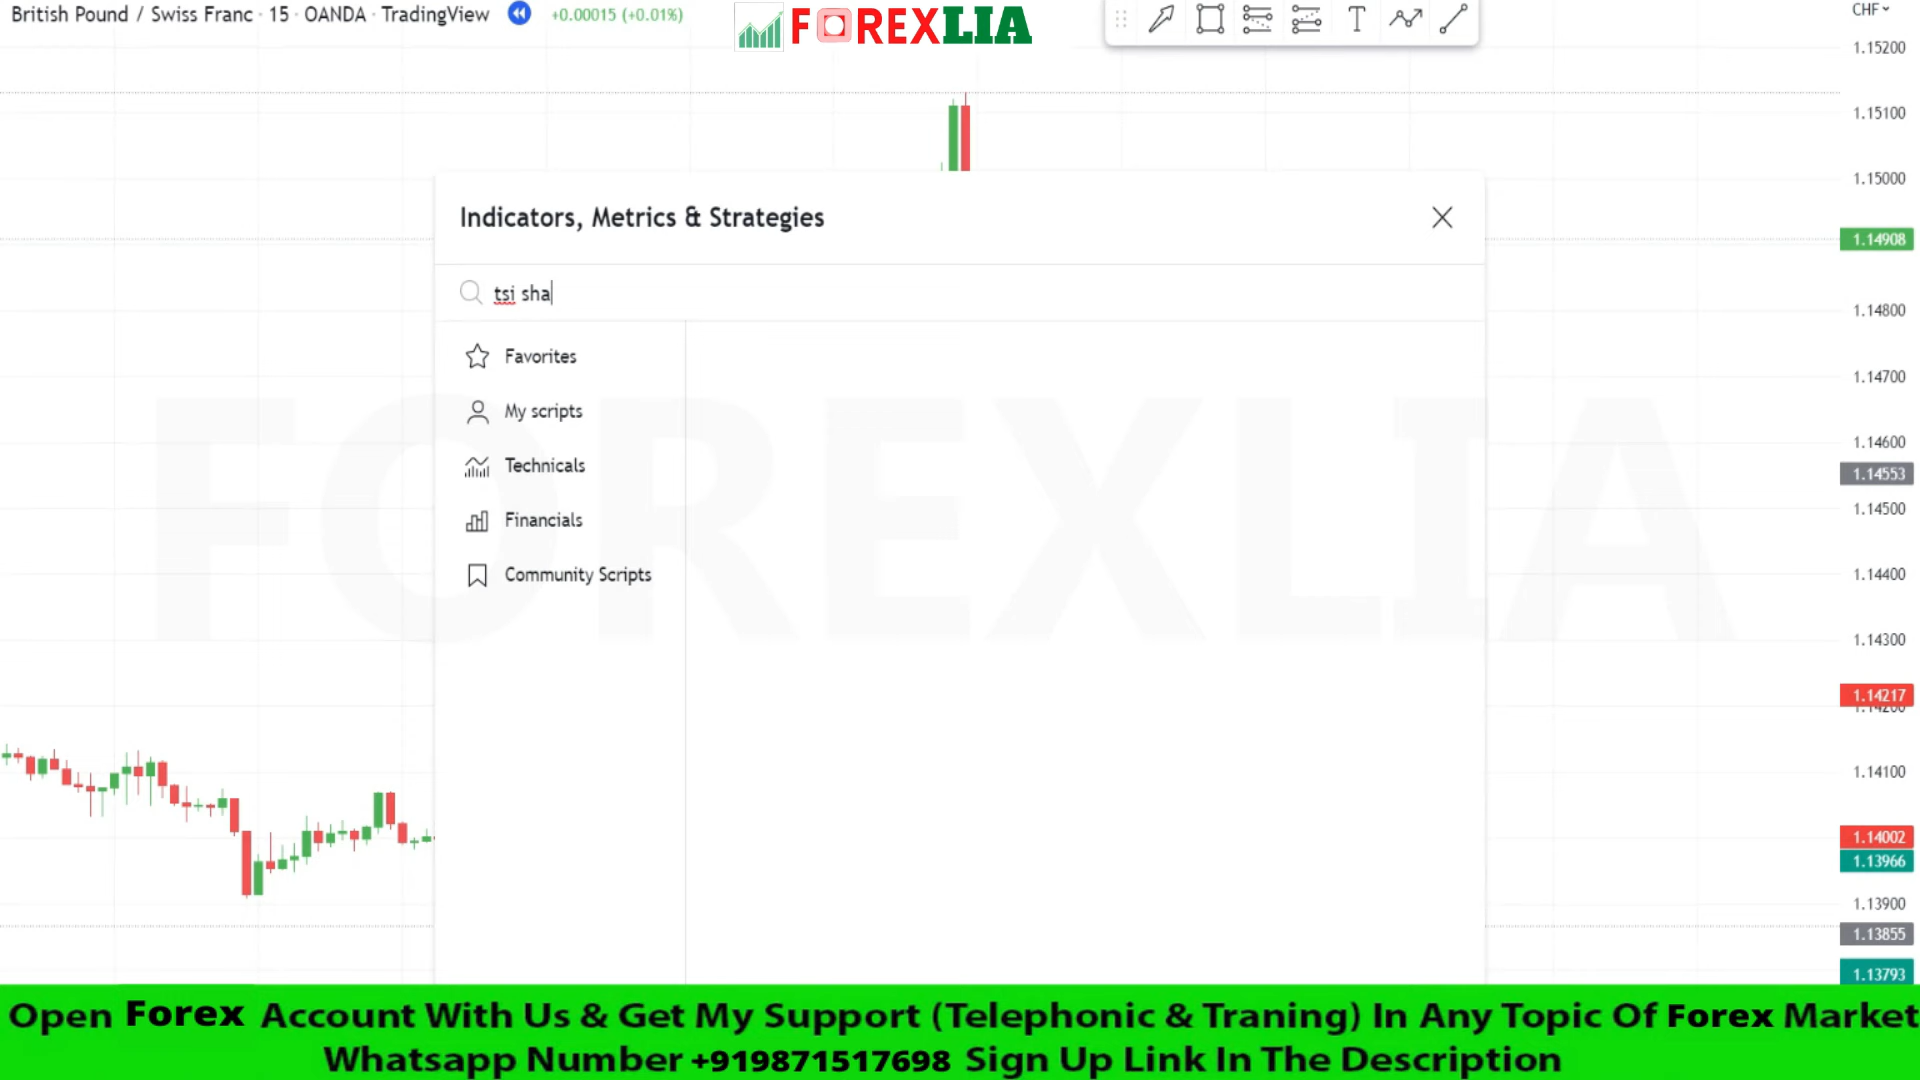 British Pound / Swiss Franc · 15 · OANDA · TradingView +0.00015 (+0.01%)
FOREXLIA
CHF
1.15200
1.15100
1.15000
Indicators, Metrics & Strategies
1.14908
tsi sha
1.14800
Favorites
1.14700
My scripts
1.14600
Technicals
1.14553
1.14500
Financials
Community Scripts
1.14400
FOREXLIA
1.14300
1.14217
1.14200
1.14100
1.14002
1.13966
1.13900
1.13855
1.13793
Open Forex Account With Us & Get My Support (Telephonic & Traning) In Any Topic Of Forex Market
Whatsapp Number +919871517698 Sign Up Link In The Description